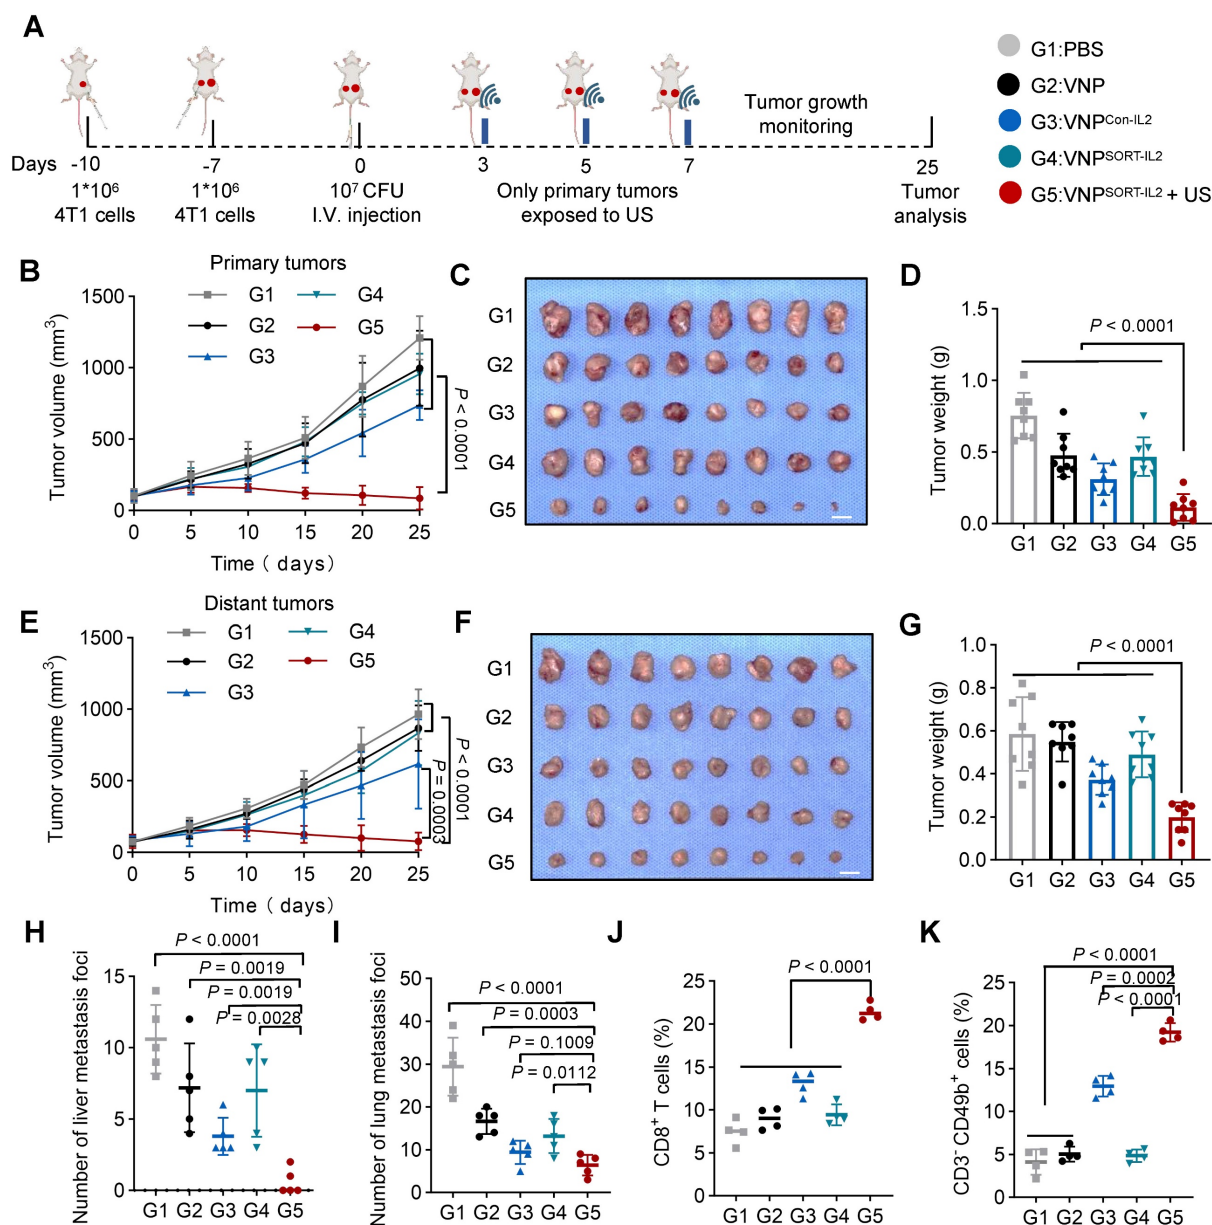 A
Days
-10
-7
0
3
5
7
25
1*10⁶
4T1 cells
1*10⁶
4T1 cells
10⁷ CFU
I.V. injection
Only primary tumors
exposed to US
Tumor growth
monitoring
Tumor
analysis
G1:PBS
G2:VNP
G3:VNPCon-IL2
G4:VNPSORT-IL2
G5:VNPSORT-IL2 + US
B
Primary tumors
G1
G2
G3
G4
G5
Tumor volume (mm³)
1500
1000
500
0
0 5 10 15 20 25
Time ( days)
P < 0.0001
C
G1
G2
G3
G4
G5
D
Tumor weight (g)
1.5
1.0
0.5
0.0
P < 0.0001
G1 G2 G3 G4 G5
E
Distant tumors
G1
G2
G3
G4
G5
Tumor volume (mm³)
1500
1000
500
0
0 5 10 15 20 25
Time ( days)
P = 0.0003
P < 0.0001
F
G1
G2
G3
G4
G5
G
Tumor weight (g)
1.0
0.8
0.6
0.4
0.2
0.0
P < 0.0001
G1 G2 G3 G4 G5
H
Number of liver metastasis foci
15
10
5
0
P < 0.0001
P = 0.0019
P = 0.0019
P = 0.0028
G1 G2 G3 G4 G5
I
Number of lung metastasis foci
50
40
30
20
10
0
P < 0.0001
P = 0.0003
P = 0.1009
P = 0.0112
G1 G2 G3 G4 G5
J
CD8⁺ T cells (%)
25
20
15
10
5
0
P < 0.0001
G1 G2 G3 G4 G5
K
CD3⁻ CD49b⁺ cells (%)
25
20
15
10
5
0
P < 0.0001
P = 0.0002
P < 0.0001
G1 G2 G3 G4 G5